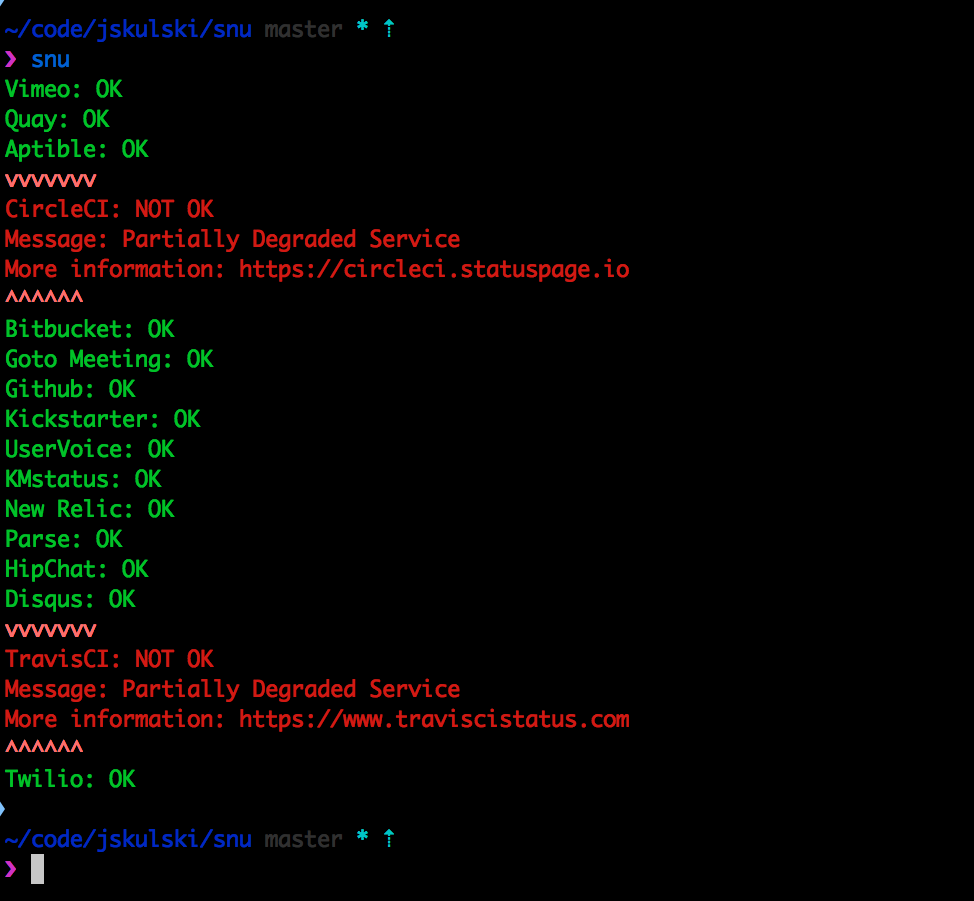 ~/code/jskulski/snu master * ⇡
❯ snu
Vimeo: OK
Quay: OK
Aptible: OK
vvvvvvv
CircleCI: NOT OK
Message: Partially Degraded Service
More information: https://circleci.statuspage.io
^^^^^^
Bitbucket: OK
Goto Meeting: OK
Github: OK
Kickstarter: OK
UserVoice: OK
KMstatus: OK
New Relic: OK
Parse: OK
HipChat: OK
Disqus: OK
vvvvvvv
TravisCI: NOT OK
Message: Partially Degraded Service
More information: https://www.traviscistatus.com
^^^^^^
Twilio: OK
~/code/jskulski/snu master * ⇡
❯